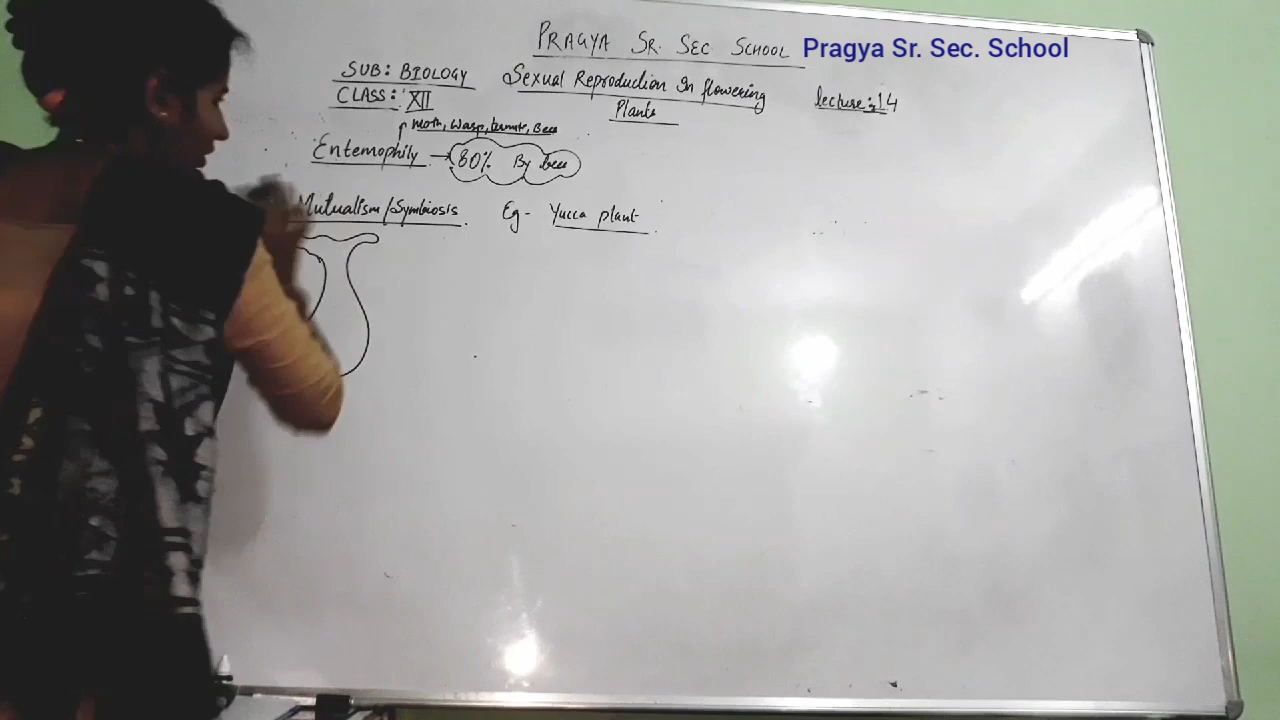 PRAGYA SR. SEC SCHOOL Pragya Sr. Sec. School
SUB: BIOLOGY Sexual Reproduction In flowering Plants lecture:-14
CLASS: XII
Moth, Wasp, Bees
Entemophily → 80% By bees
Mutualism/Symbiosis Eg- Yucca plant